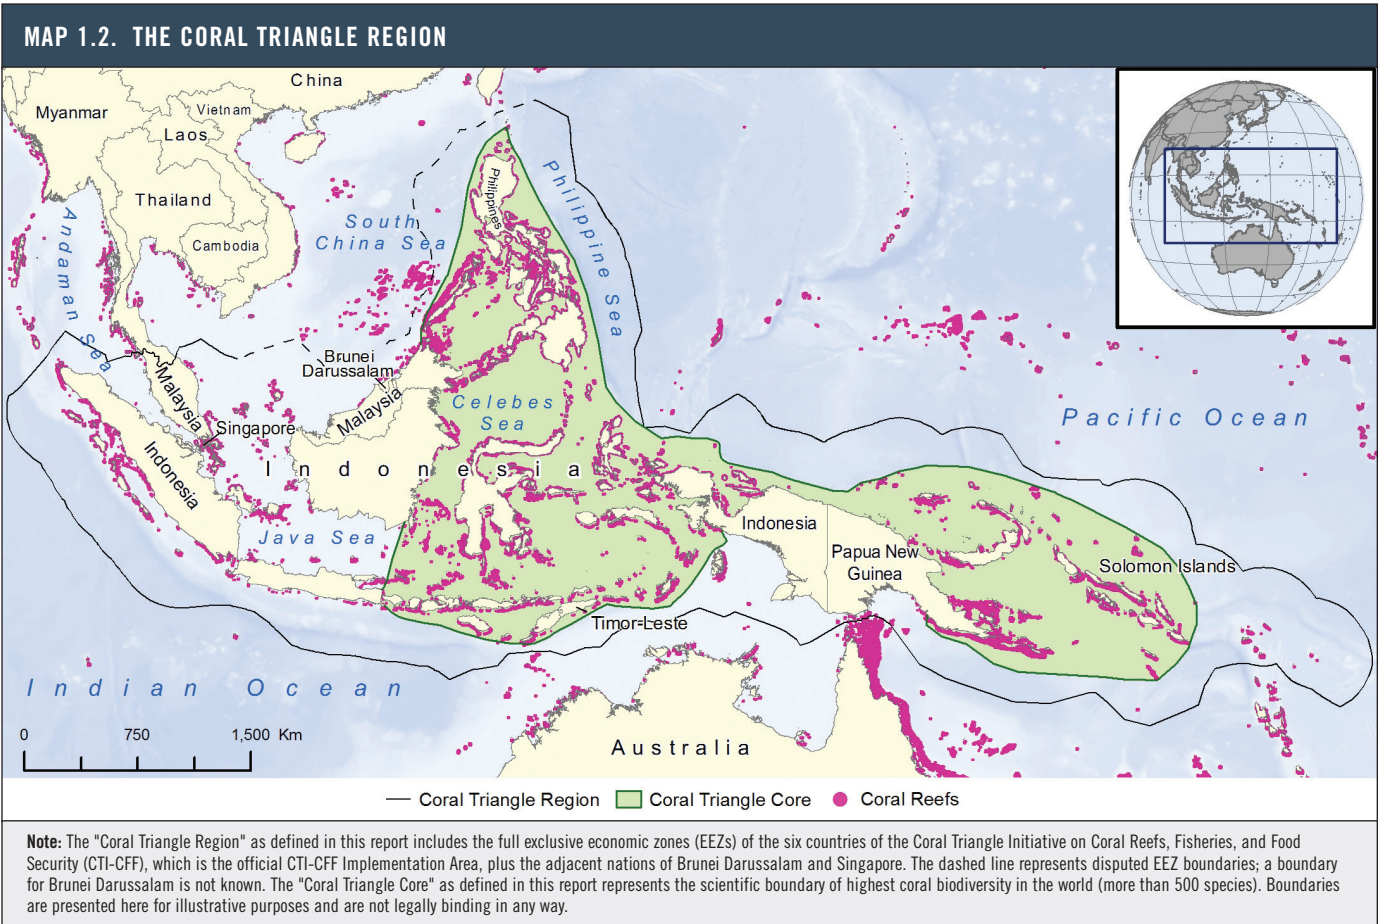 MAP 1.2. THE CORAL TRIANGLE REGION
China
Myanmar
Vietnam
Laos
Thailand
Cambodia
Andaman Sea
South
China Sea
Philippines
Philippine Sea
Brunei
Darussalam
Malaysia
Malaysia
Singapore
Celebes
Sea
Pacific Ocean
Indonesia
Indonesia
Java Sea
Indonesia
Papua New
Guinea
Solomon Islands
Timor-Leste
Indian Ocean
Australia
0 750 1,500 Km
Coral Triangle Region Coral Triangle Core Coral Reefs
Note: The "Coral Triangle Region" as defined in this report includes the full exclusive economic zones (EEZs) of the six countries of the Coral Triangle Initiative on Coral Reefs, Fisheries, and Food
Security (CTI-CFF), which is the official CTI-CFF Implementation Area, plus the adjacent nations of Brunei Darussalam and Singapore. The dashed line represents disputed EEZ boundaries; a boundary
for Brunei Darussalam is not known. The "Coral Triangle Core" as defined in this report represents the scientific boundary of highest coral biodiversity in the world (more than 500 species). Boundaries
are presented here for illustrative purposes and are not legally binding in any way.